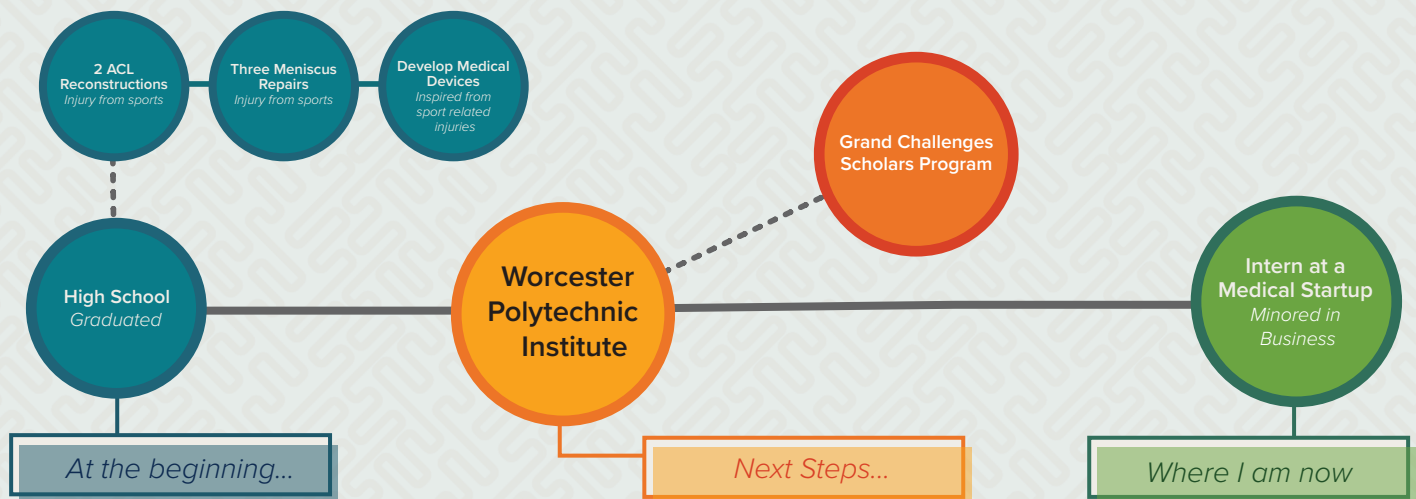 2 ACL
Reconstructions
Injury from sports
Three Meniscus
Repairs
Injury from sports
Develop Medical
Devices
Inspired from
sport related
injuries
Grand Challenges
Scholars Program
High School
Graduated
Worcester
Polytechnic
Institute
Intern at a
Medical Startup
Minored in
Business
At the beginning...
Next Steps...
Where I am now